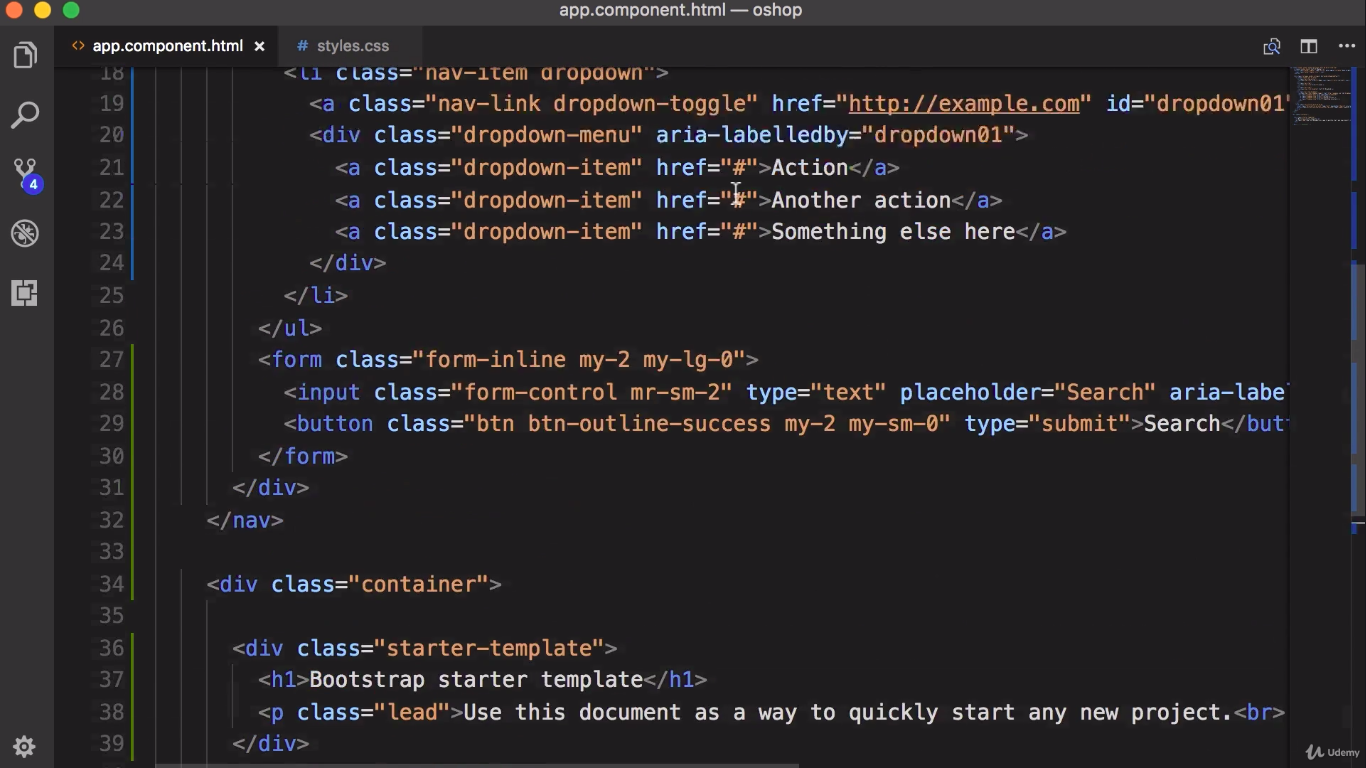 app.component.html — oshop
<> app.component.html × # styles.css
18 <li class="nav-item dropdown">
19 <a class="nav-link dropdown-toggle" href="http://example.com" id="dropdown01"
20 <div class="dropdown-menu" aria-labelledby="dropdown01">
21 <a class="dropdown-item" href="#">Action</a>
22 <a class="dropdown-item" href="#">Another action</a>
23 <a class="dropdown-item" href="#">Something else here</a>
24 </div>
25 </li>
26 </ul>
27 <form class="form-inline my-2 my-lg-0">
28 <input class="form-control mr-sm-2" type="text" placeholder="Search" aria-label
29 <button class="btn btn-outline-success my-2 my-sm-0" type="submit">Search</butt
30 </form>
31 </div>
32 </nav>
33
34 <div class="container">
35
36 <div class="starter-template">
37 <h1>Bootstrap starter template</h1>
38 <p class="lead">Use this document as a way to quickly start any new project.<br>
39 </div>
4
Udemy